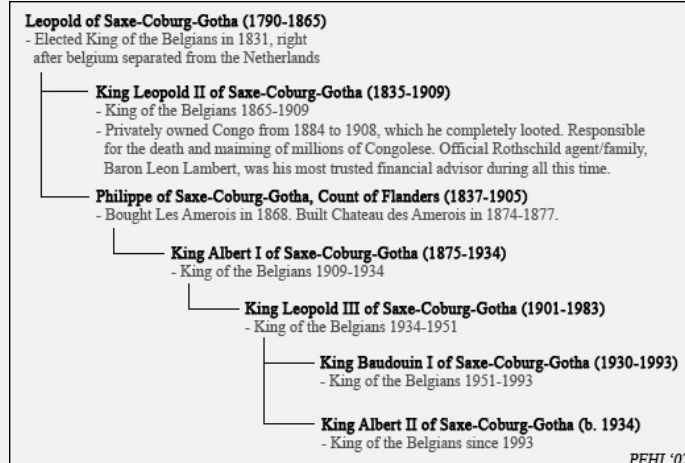 Leopold of Saxe-Coburg-Gotha (1790-1865)
- Elected King of the Belgians in 1831, right
after belgium separated from the Netherlands
King Leopold II of Saxe-Coburg-Gotha (1835-1909)
- King of the Belgians 1865-1909
- Privately owned Congo from 1884 to 1908, which he completely looted. Responsible
for the death and maiming of millions of Congolese. Official Rothschild agent/family,
Baron Leon Lambert, was his most trusted financial advisor during all this time.
Philippe of Saxe-Coburg-Gotha, Count of Flanders (1837-1905)
- Bought Les Amerois in 1868. Built Chateau des Amerois in 1874-1877.
King Albert I of Saxe-Coburg-Gotha (1875-1934)
- King of the Belgians 1909-1934
King Leopold III of Saxe-Coburg-Gotha (1901-1983)
- King of the Belgians 1934-1951
King Baudouin I of Saxe-Coburg-Gotha (1930-1993)
- King of the Belgians 1951-1993
King Albert II of Saxe-Coburg-Gotha (b. 1934)
- King of the Belgians since 1993